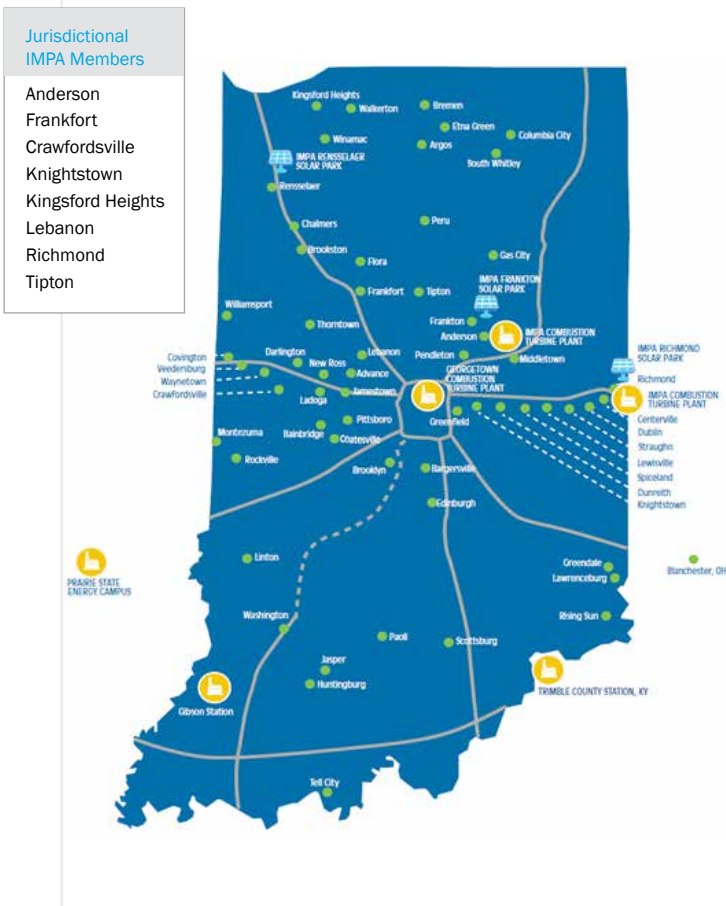 Jurisdictional
IMPA Members
Anderson
Frankfort
Crawfordsville
Knightstown
Kingsford Heights
Lebanon
Richmond
Tipton
Kingsford Heights
Walkerton
Bremen
Etna Green
Columbia City
Winamac
Argos
South Whitley
IMPA RENSSELAER
SOLAR PARK
Rensselaer
Chalmers
Peru
Brookston
Flora
Gas City
IMPA FRANKTON
SOLAR PARK
Frankfort
Tipton
Williamsport
Thorntown
Frankton
Anderson
IMPA COMBUSTION
TURBINE PLANT
Covington
Veedersburg
Waynetown
Crawfordsville
Darlington
Lebanon
Pendleton
Middletown
New Ross
Advance
GEORGETOWN
COMBUSTION
TURBINE PLANT
IMPA RICHMOND
SOLAR PARK
Richmond
IMPA COMBUSTION
TURBINE PLANT
Ladoga
Jamestown
Greenfield
Pittsboro
Bainbridge
Coatesville
Montezuma
Rockville
Brooklyn
Bargersville
Edinburgh
Centerville
Dublin
Straughn
Lewisville
Spiceland
Dunreith
Knightstown
Linton
Greendale
Lawrenceburg
Blanchester, OH
PRAIRIE STATE
ENERGY CAMPUS
Washington
Rising Sun
Paoli
Scottsburg
Jasper
Huntingburg
Gibson Station
TRIMBLE COUNTY STATION, KY
Tell City